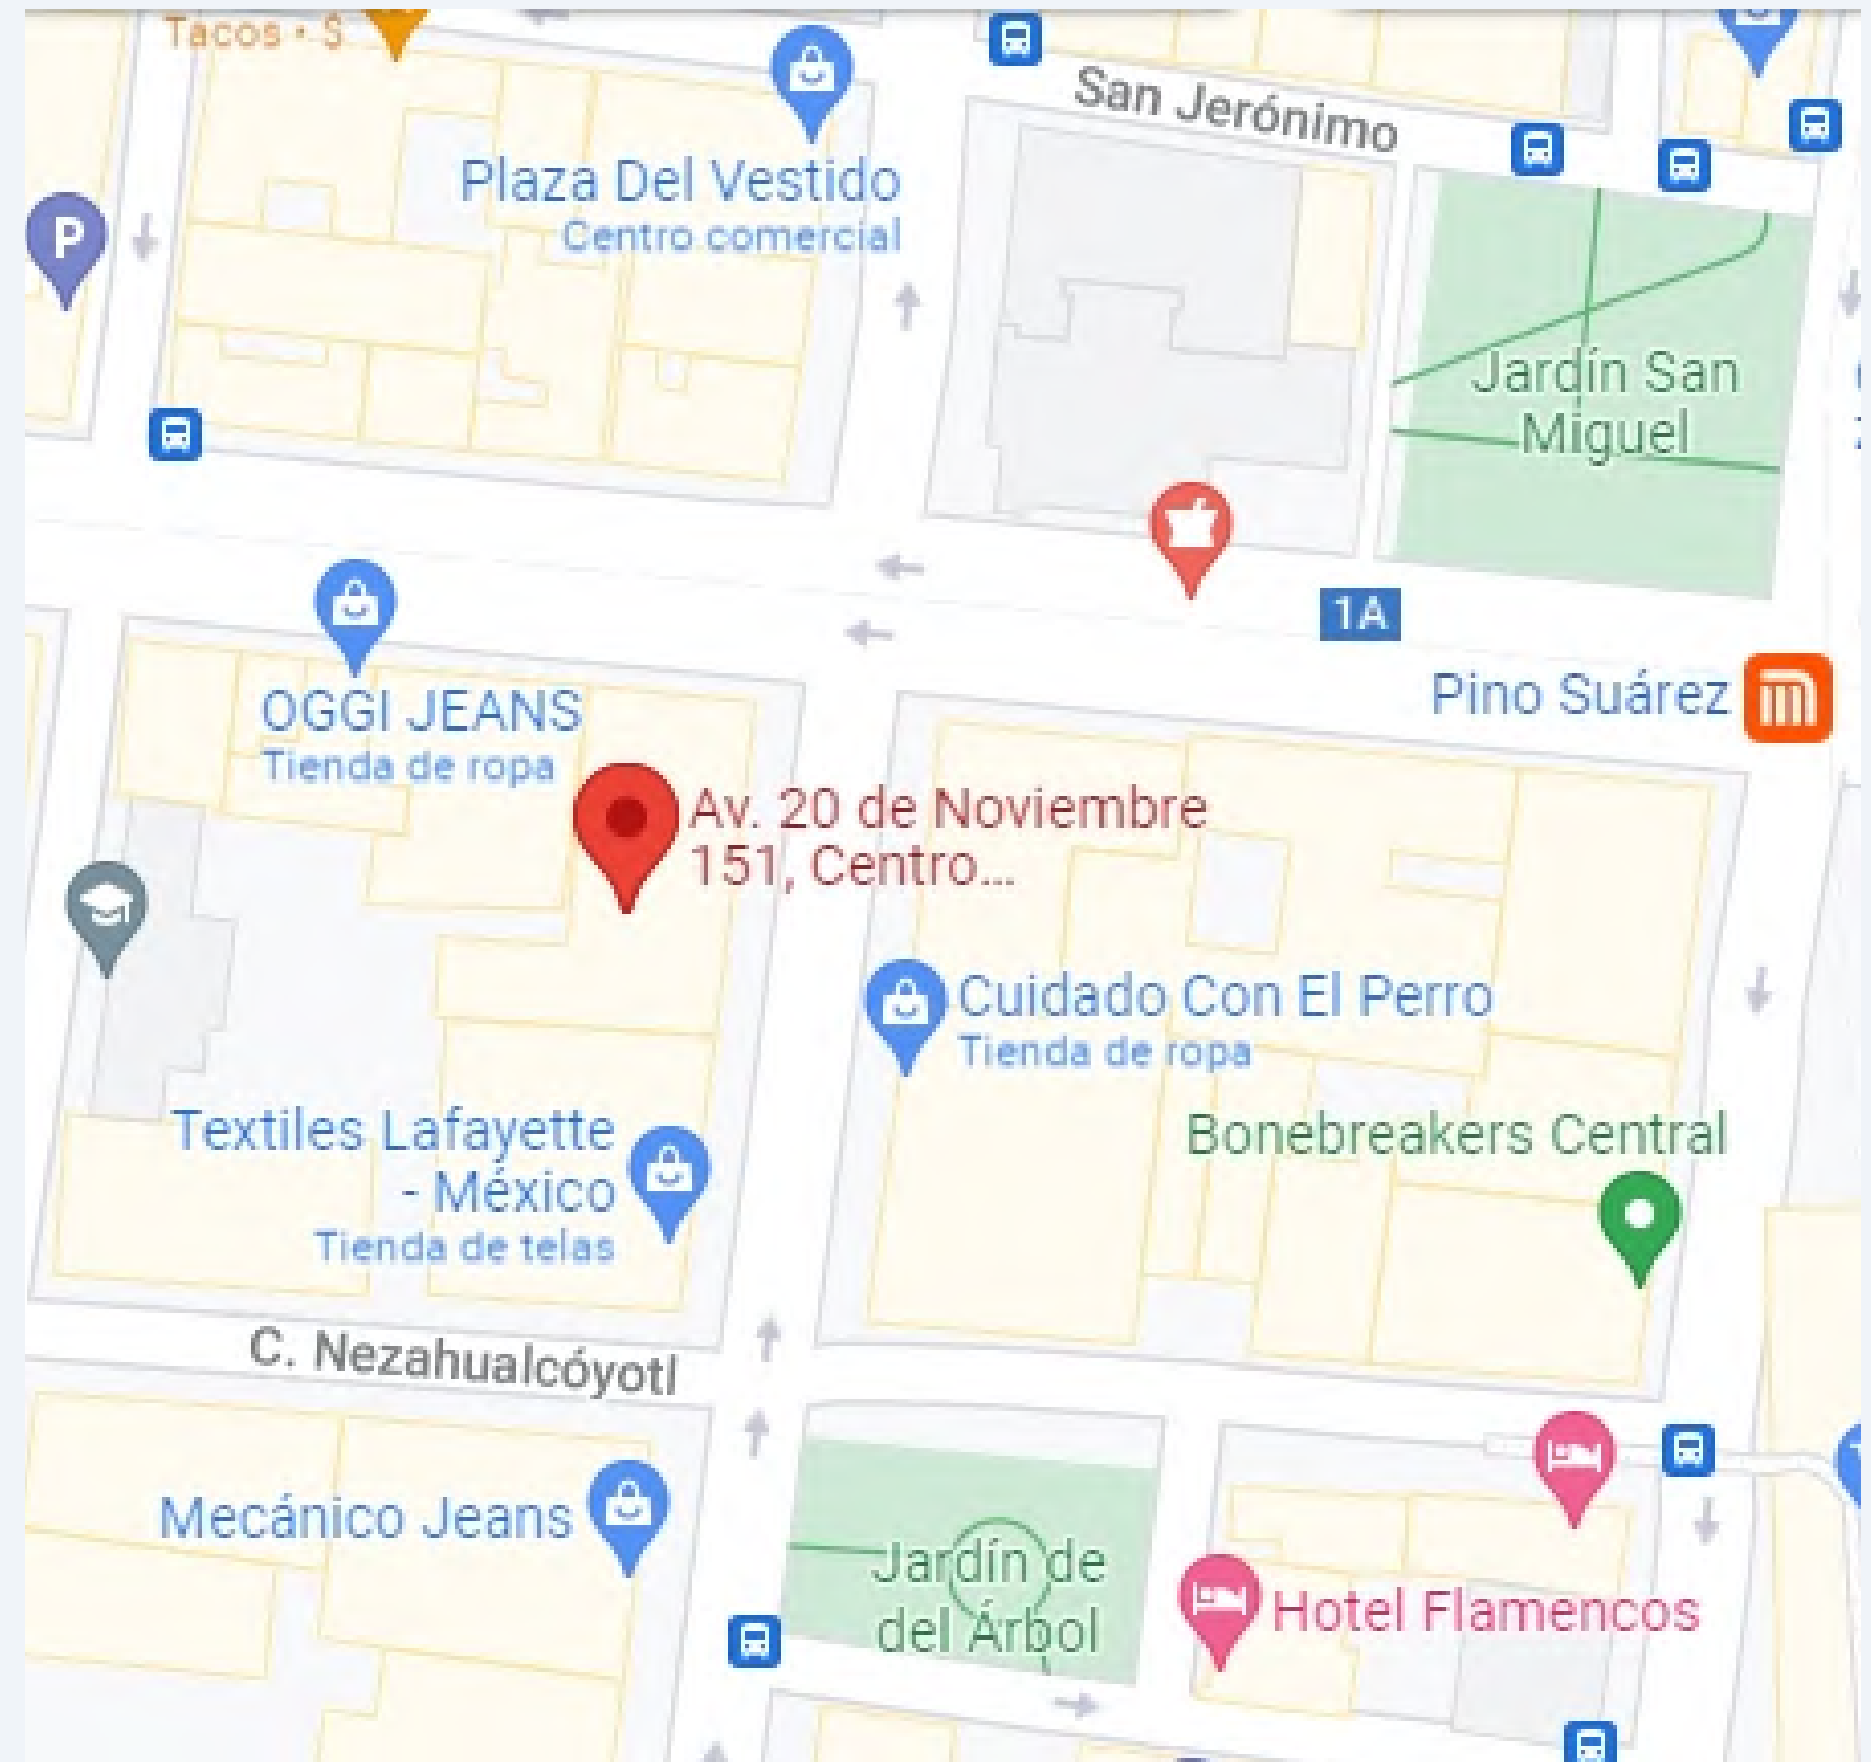 Tacos · $
San Jerónimo
Plaza Del Vestido
Centro comercial
P
Jardín San
Miguel
1A
Pino Suárez
OGGI JEANS
Tienda de ropa
Av. 20 de Noviembre
151, Centro...
Cuidado Con El Perro
Tienda de ropa
Textiles Lafayette
- México
Tienda de telas
Bonebreakers Central
C. Nezahualcóyotl
Mecánico Jeans
Jardín de
del Árbol
Hotel Flamencos